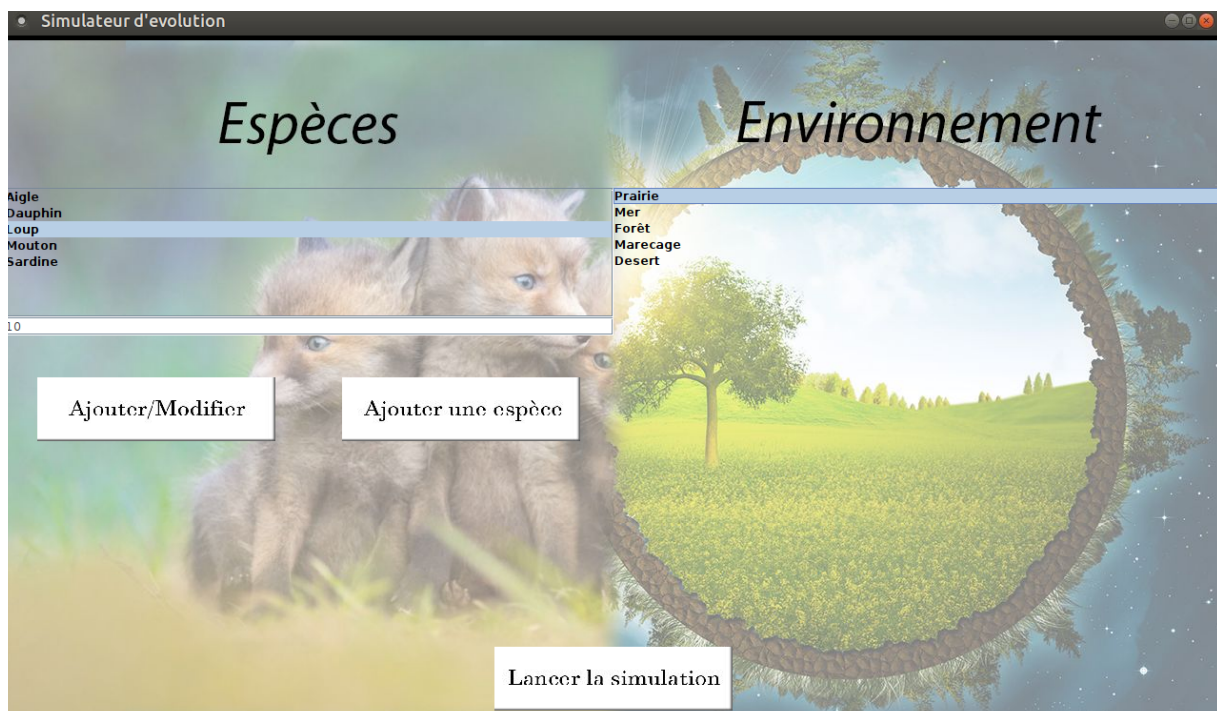 Simulateur d'evolution
Espèces
Aigle
Dauphin
Loup
Mouton
Sardine
10
Ajouter/Modifier
Ajouter une espèce
Environnement
Prairie
Mer
Forêt
Marecage
Desert
Lancer la simulation